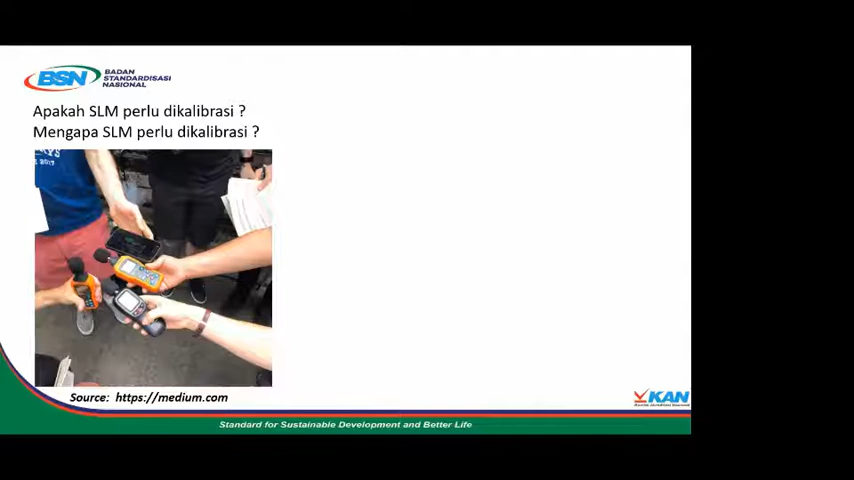 BSN BADAN
STANDARDISASI
NASIONAL
Apakah SLM perlu dikalibrasi ?
Mengapa SLM perlu dikalibrasi ?
Source: https://medium.com
KAN
Standard for Sustainable Development and Better Life